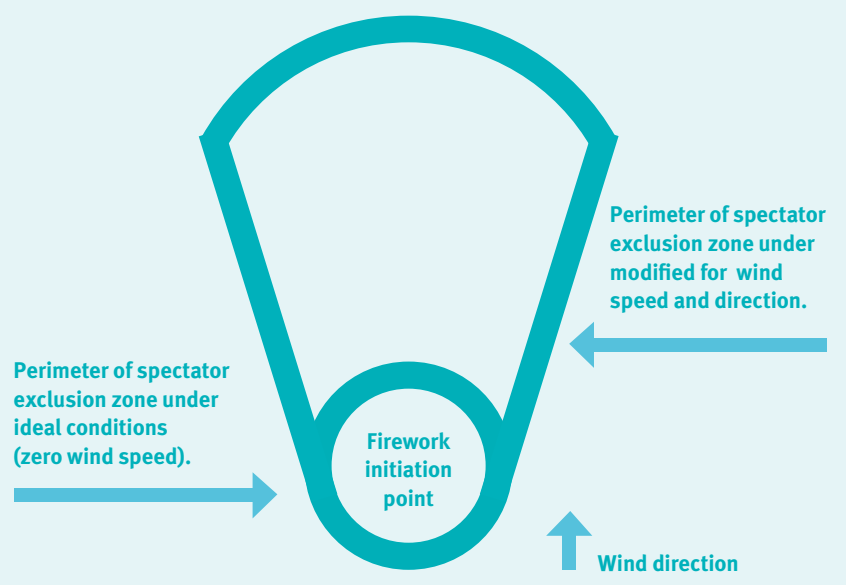 Perimeter of spectator
exclusion zone under
modified for wind
speed and direction.
Perimeter of spectator
exclusion zone under
ideal conditions
(zero wind speed).
Firework
initiation
point
Wind direction